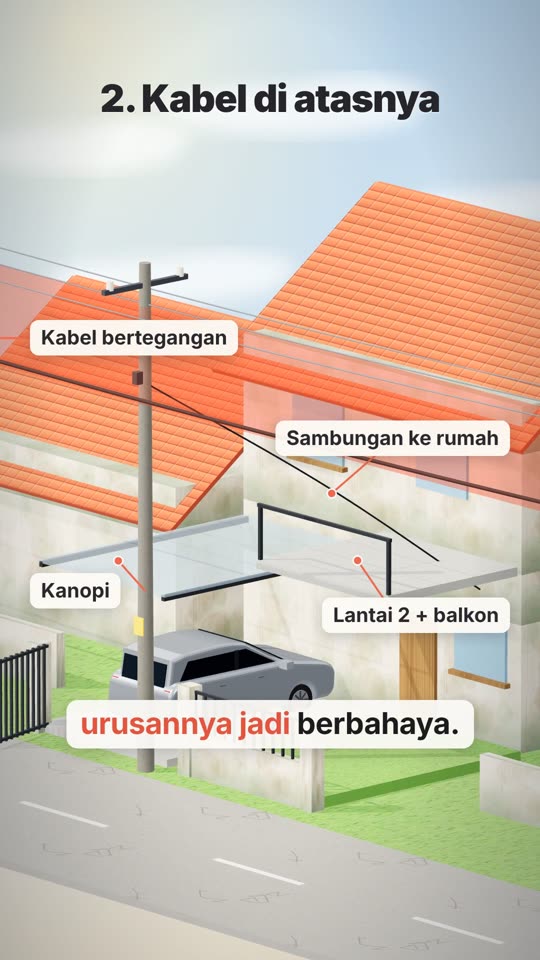 2. Kabel di atasnya
Kabel bertegangan
Sambungan ke rumah
Kanopi
Lantai 2 + balkon
urusannya jadi berbahaya.